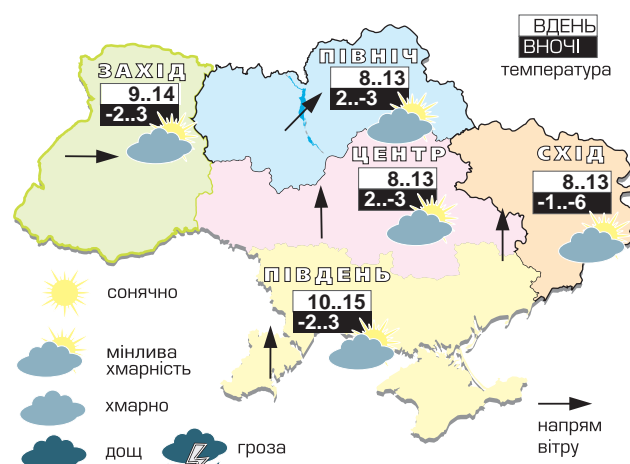 ВДЕНЬ
ВНОЧІ
температура
ЗАХІД
9..14
-2..3
ПІВНІЧ
8..13
2..-3
ЦЕНТР
8..13
2..-3
СХІД
8..13
-1..-6
ПІВДЕНЬ
10..15
-2..3
сонячно
мінлива
хмарність
хмарно
дощ
гроза
напрям
вітру